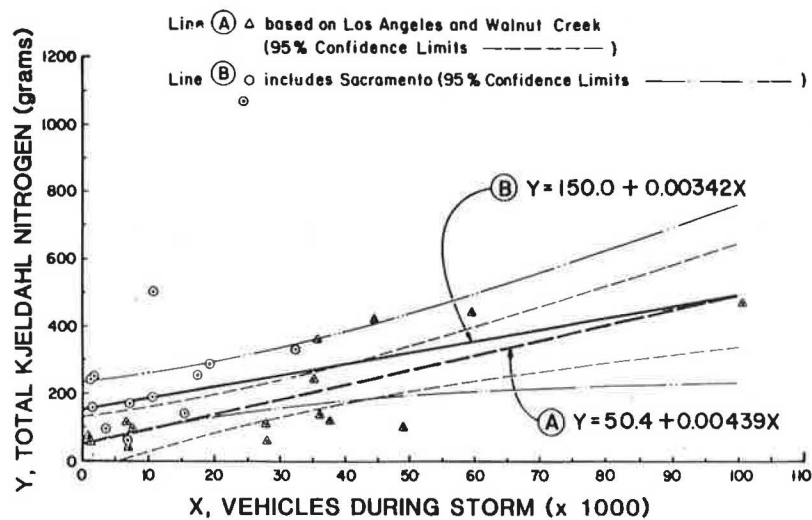 Line Ⓐ △ based on Los Angeles and Walnut Creek
(95% Confidence Limits — — — — )
Line Ⓑ ⊙ includes Sacramento (95% Confidence Limits — - — - — )
Y, TOTAL KJELDAHL NITROGEN (grams)
1200
1000
800
600
400
200
0
Ⓑ Y=150.0 + 0.00342X
Ⓐ Y=50.4+0.00439X
0 10 20 30 40 50 60 70 80 90 100 110
X, VEHICLES DURING STORM (x 1000)